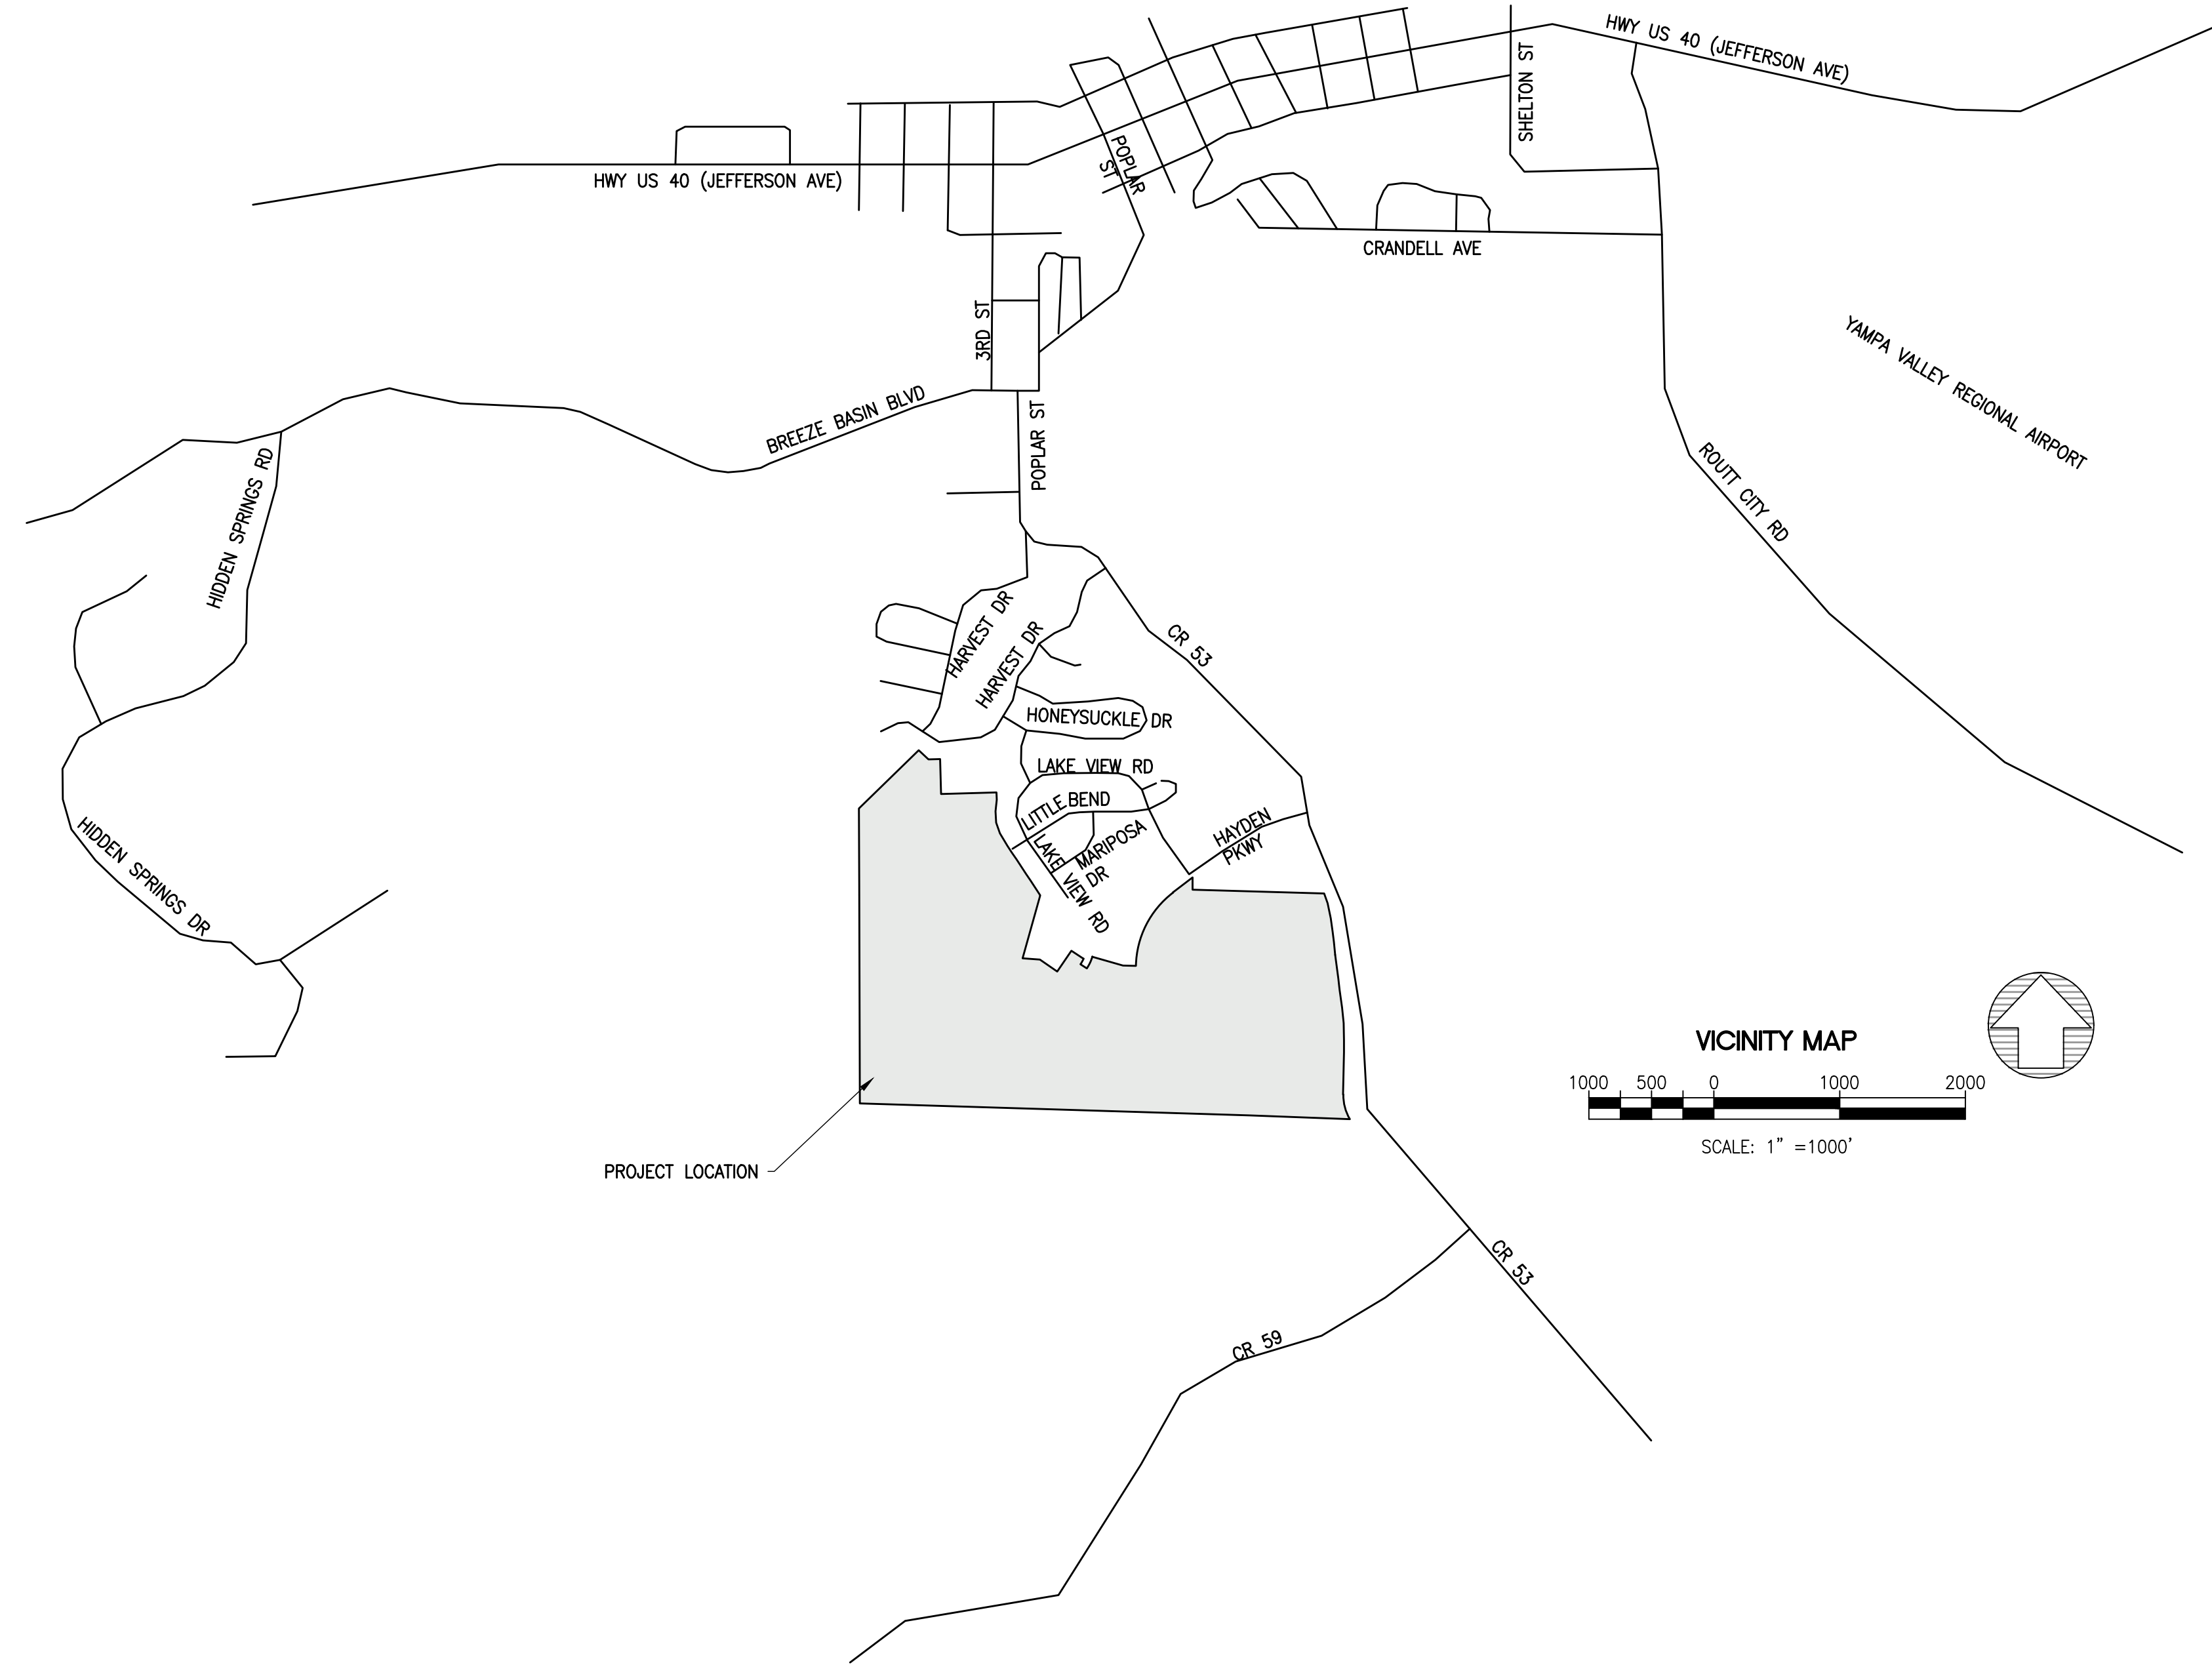 HWY US 40 (JEFFERSON AVE)
SHELTON ST
HWY US 40 (JEFFERSON AVE)
POPLAR
ST
CRANDELL AVE
3RD ST
YAMPA VALLEY REGIONAL AIRPORT
BREEZE BASIN BLVD
POPLAR ST
ROUTT CITY RD
HIDDEN SPRINGS RD
HARVEST DR
HARVEST DR
CR 53
HONEYSUCKLE DR
LAKE VIEW RD
LITTLE BEND
HIDDEN SPRINGS DR
MARIPOSA
DR
HAYDEN
PKWY
LAKE VIEW RD
VICINITY MAP
1000 500 0 1000 2000
SCALE: 1" =1000'
PROJECT LOCATION
CR 53
CR 59